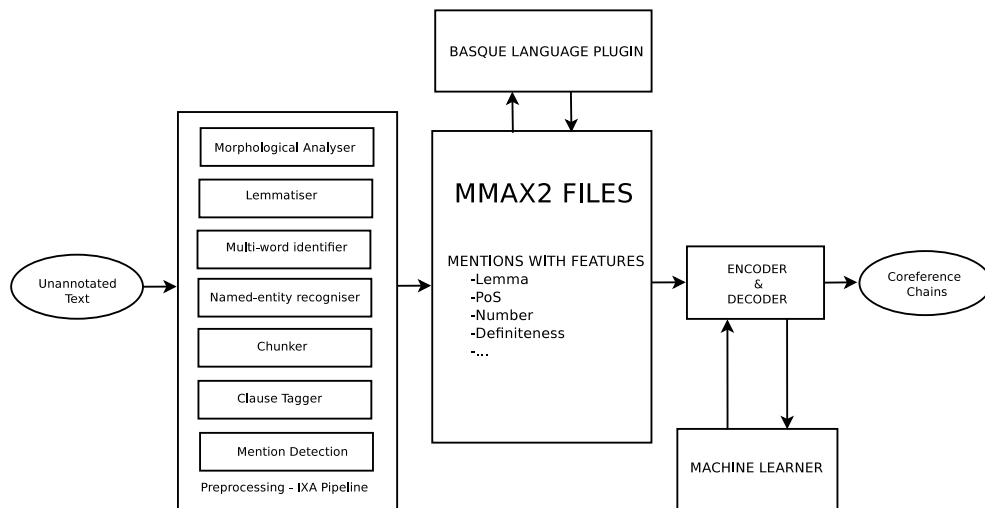 BASQUE LANGUAGE PLUGIN
Unannotated
Text
Morphological Analyser
Lemmatiser
Multi-word identifier
Named-entity recogniser
Chunker
Clause Tagger
Mention Detection
Preprocessing - IXA Pipeline
MMAX2 FILES
MENTIONS WITH FEATURES
-Lemma
-PoS
-Number
-Definiteness
-...
ENCODER
&
DECODER
MACHINE LEARNER
Coreference
Chains